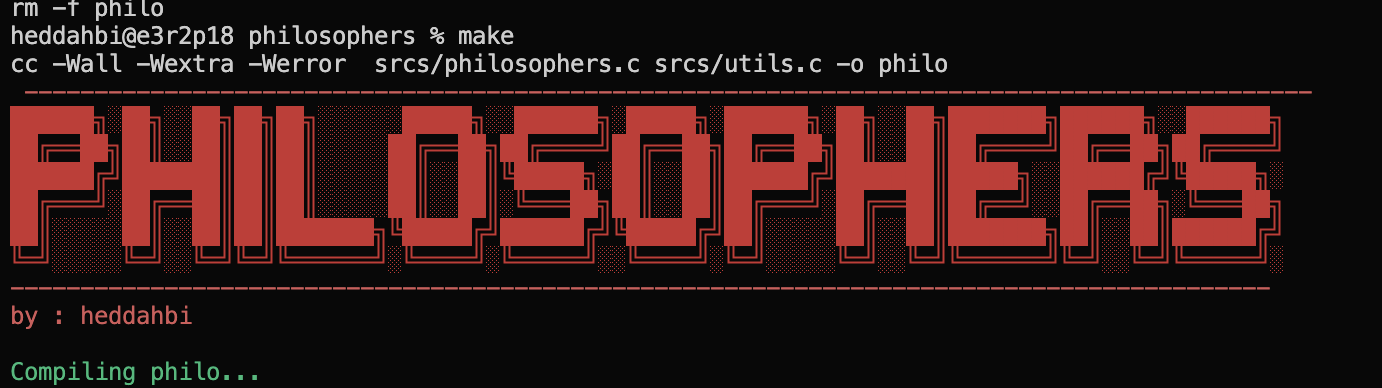 rm -f philo
heddahbi@e3r2p18 philosophers % make
cc -Wall -Wextra -Werror  srcs/philosophers.c srcs/utils.c -o philo
PHILOSOPHERS
by : heddahbi
Compiling philo...